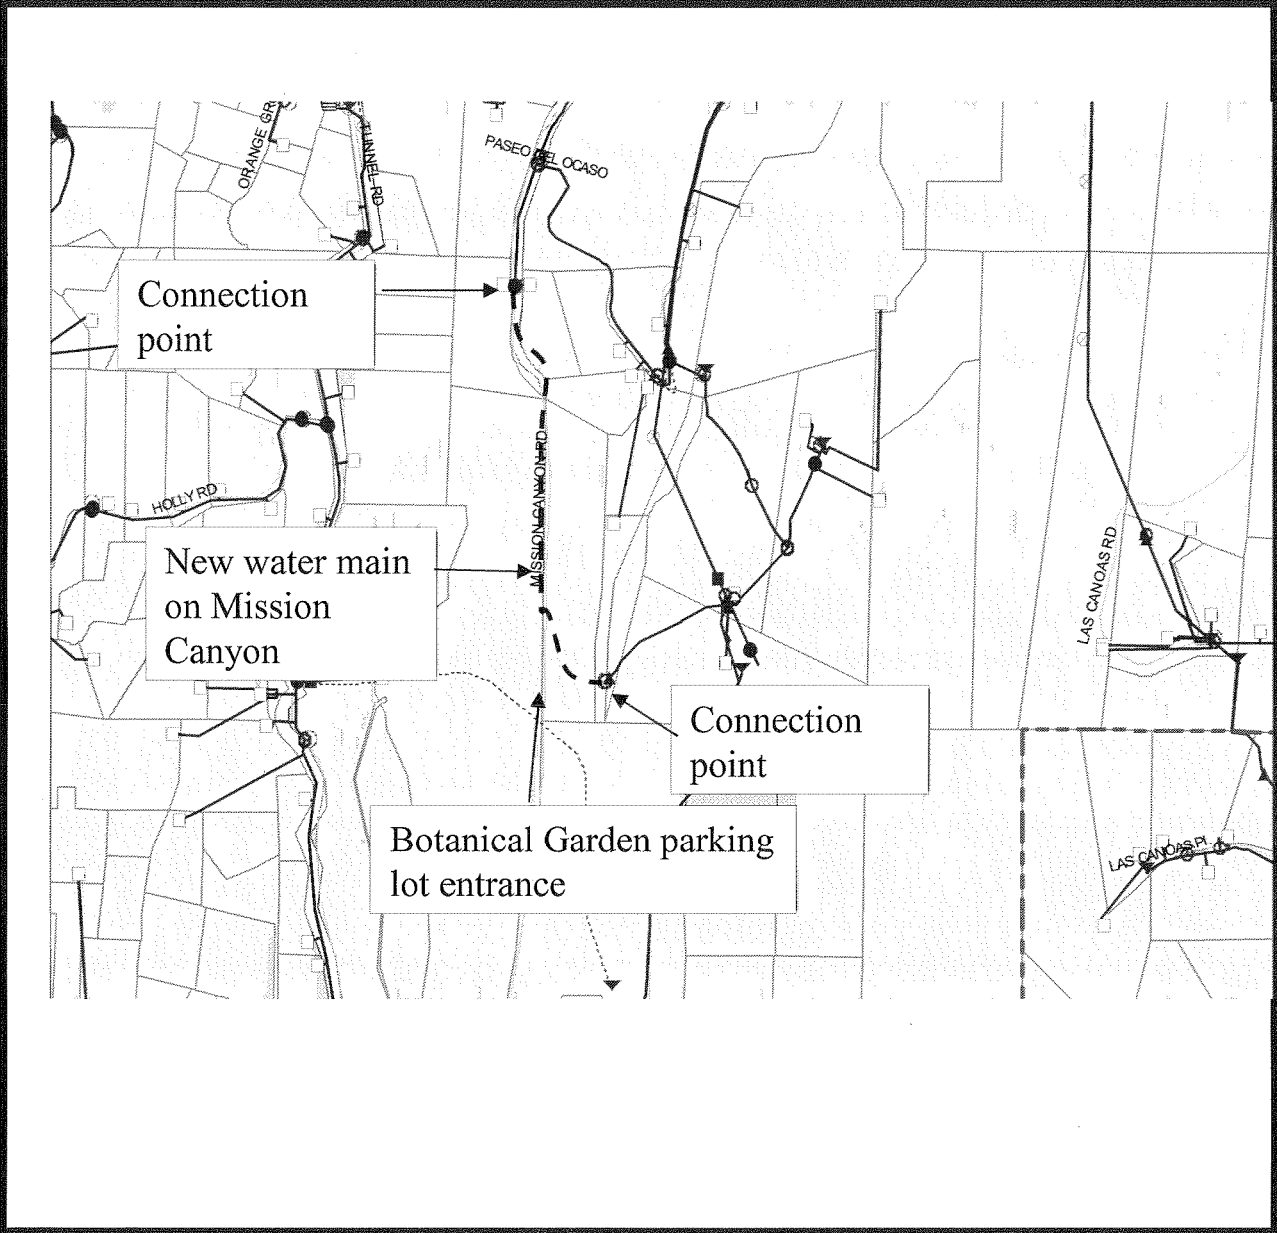 ORANGE GR
TUNNEL RD
PASEO DEL OCASO
Connection
point
MISSION CANYON RD
HOLLY RD
New water main
on Mission
Canyon
LAS CANOAS RD
Connection
point
Botanical Garden parking
lot entrance
LAS CANOAS PL